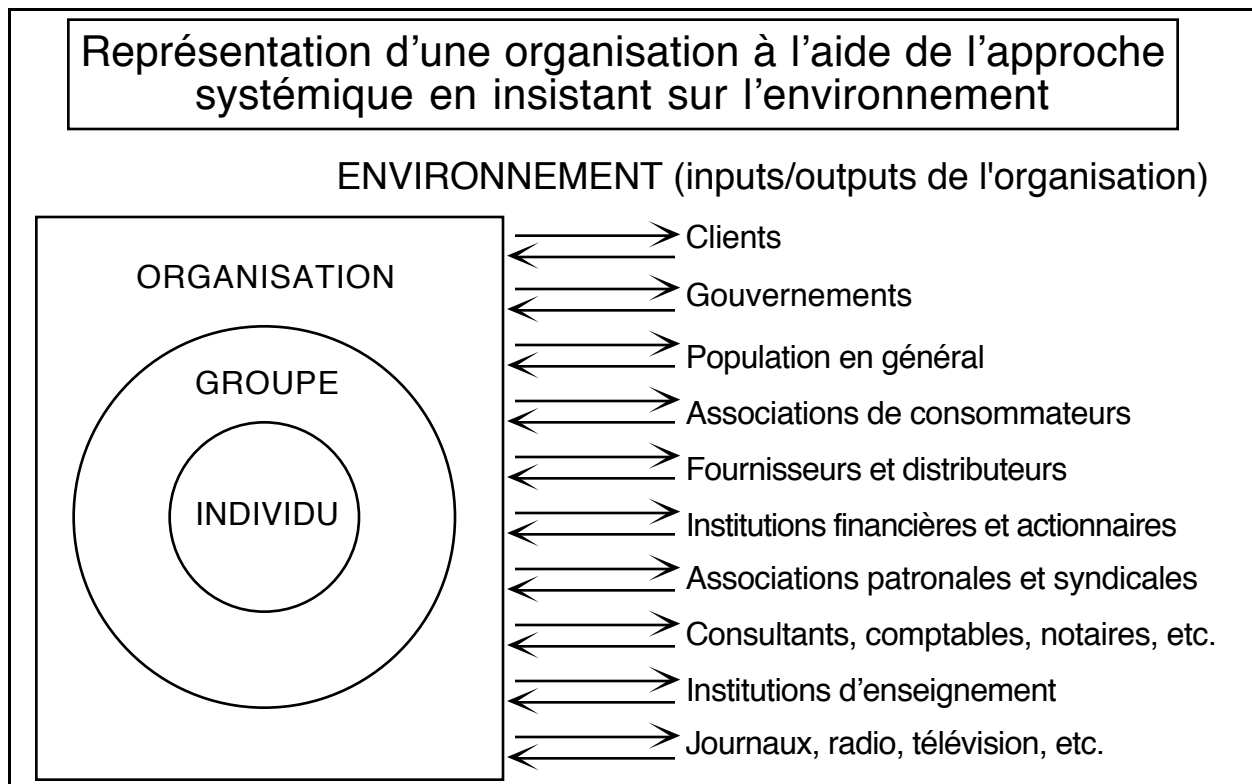 Représentation d’une organisation à l’aide de l’approche
systémique en insistant sur l’environnement
ENVIRONNEMENT (inputs/outputs de l'organisation)
ORGANISATION
GROUPE
INDIVIDU
Clients
Gouvernements
Population en général
Associations de consommateurs
Fournisseurs et distributeurs
Institutions financières et actionnaires
Associations patronales et syndicales
Consultants, comptables, notaires, etc.
Institutions d’enseignement
Journaux, radio, télévision, etc.